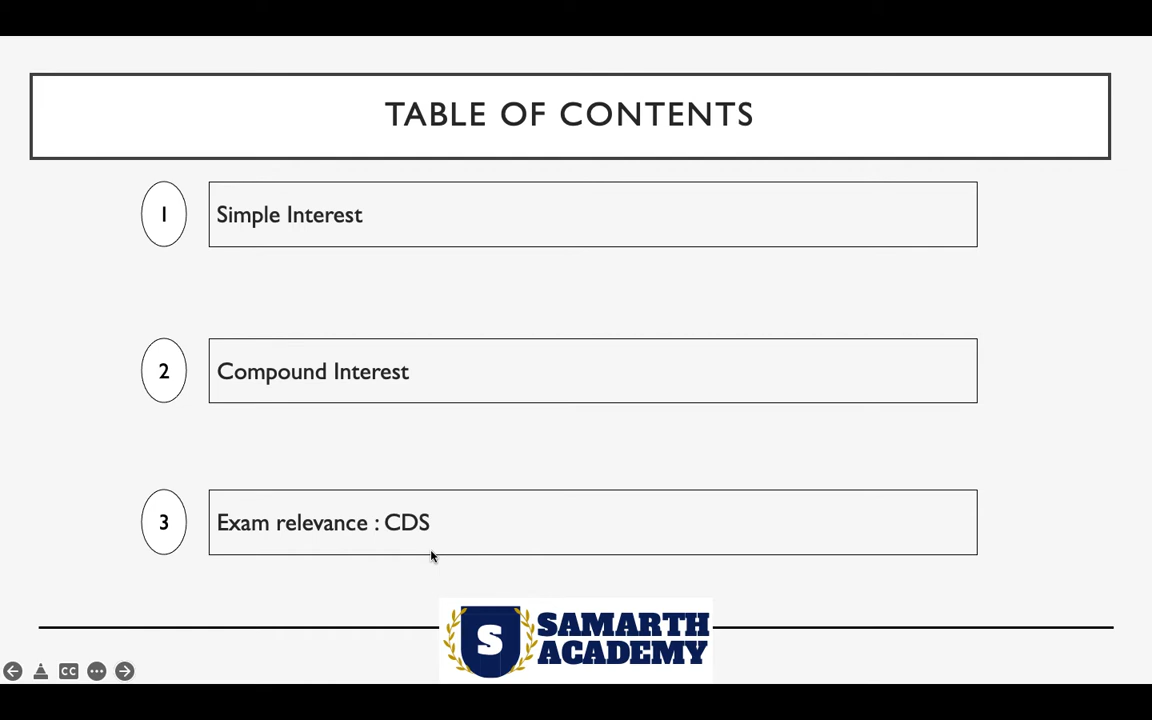 TABLE OF CONTENTS
1
Simple Interest
2
Compound Interest
3
Exam relevance : CDS
S
SAMARTH
ACADEMY
CC